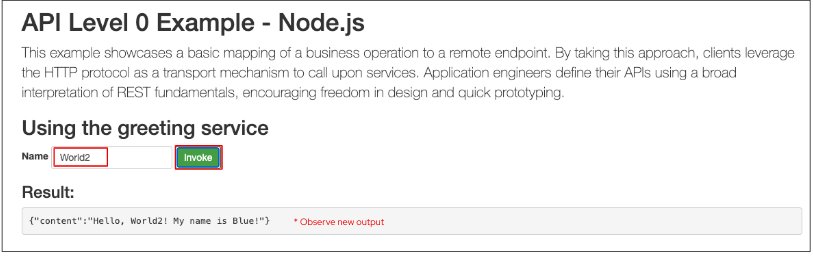 API Level 0 Example - Node.js
This example showcases a basic mapping of a business operation to a remote endpoint. By taking this approach, clients leverage
the HTTP protocol as a transport mechanism to call upon services. Application engineers define their APIs using a broad
interpretation of REST fundamentals, encouraging freedom in design and quick prototyping.
Using the greeting service
Name World2 Invoke
Result:
{"content":"Hello, World2! My name is Blue!"} * Observe new output